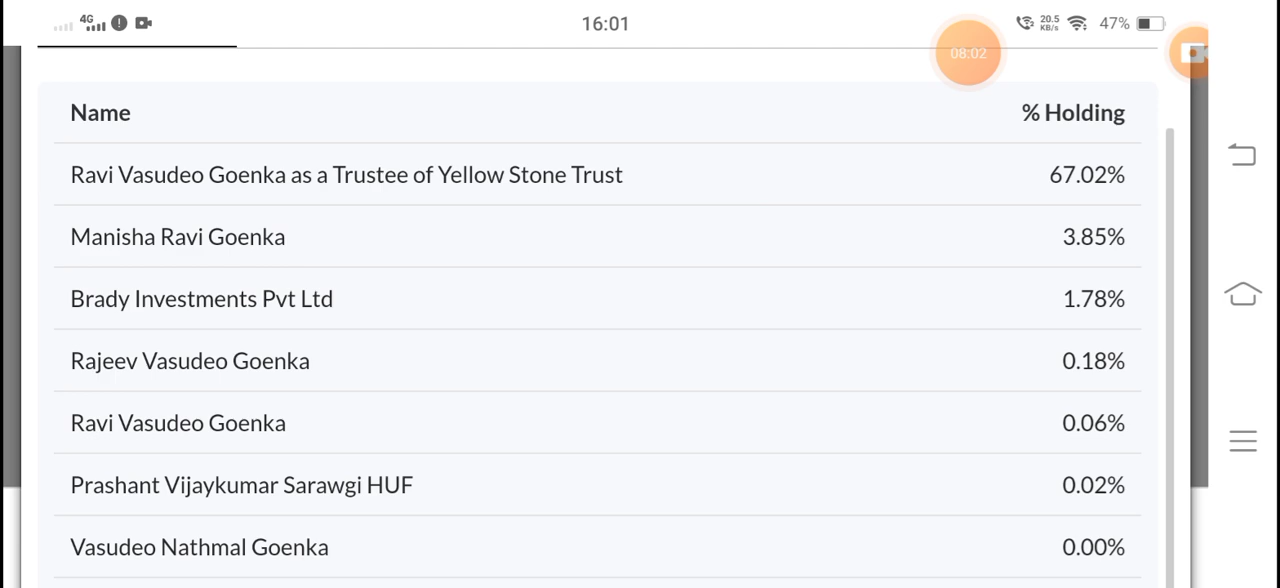 4G 16:01 20.5 KB/s 47%
08:02
Name % Holding
Ravi Vasudeo Goenka as a Trustee of Yellow Stone Trust 67.02%
Manisha Ravi Goenka 3.85%
Brady Investments Pvt Ltd 1.78%
Rajeev Vasudeo Goenka 0.18%
Ravi Vasudeo Goenka 0.06%
Prashant Vijaykumar Sarawgi HUF 0.02%
Vasudeo Nathmal Goenka 0.00%